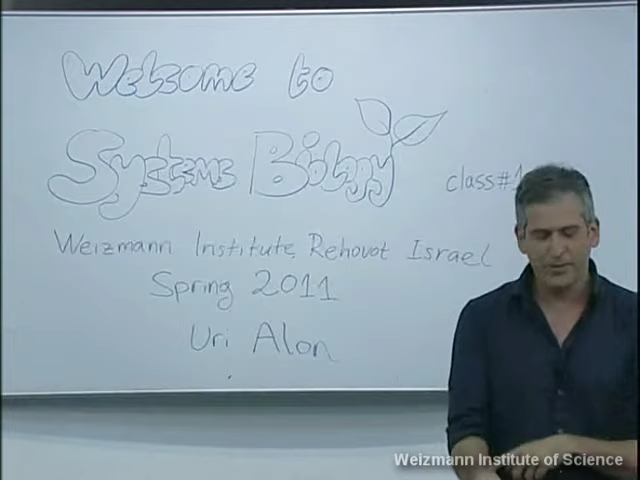 Welcome to
Systems Biology
class#1
Weizmann Institute, Rehovot Israel
Spring 2011
Uri Alon
Weizmann Institute of Science